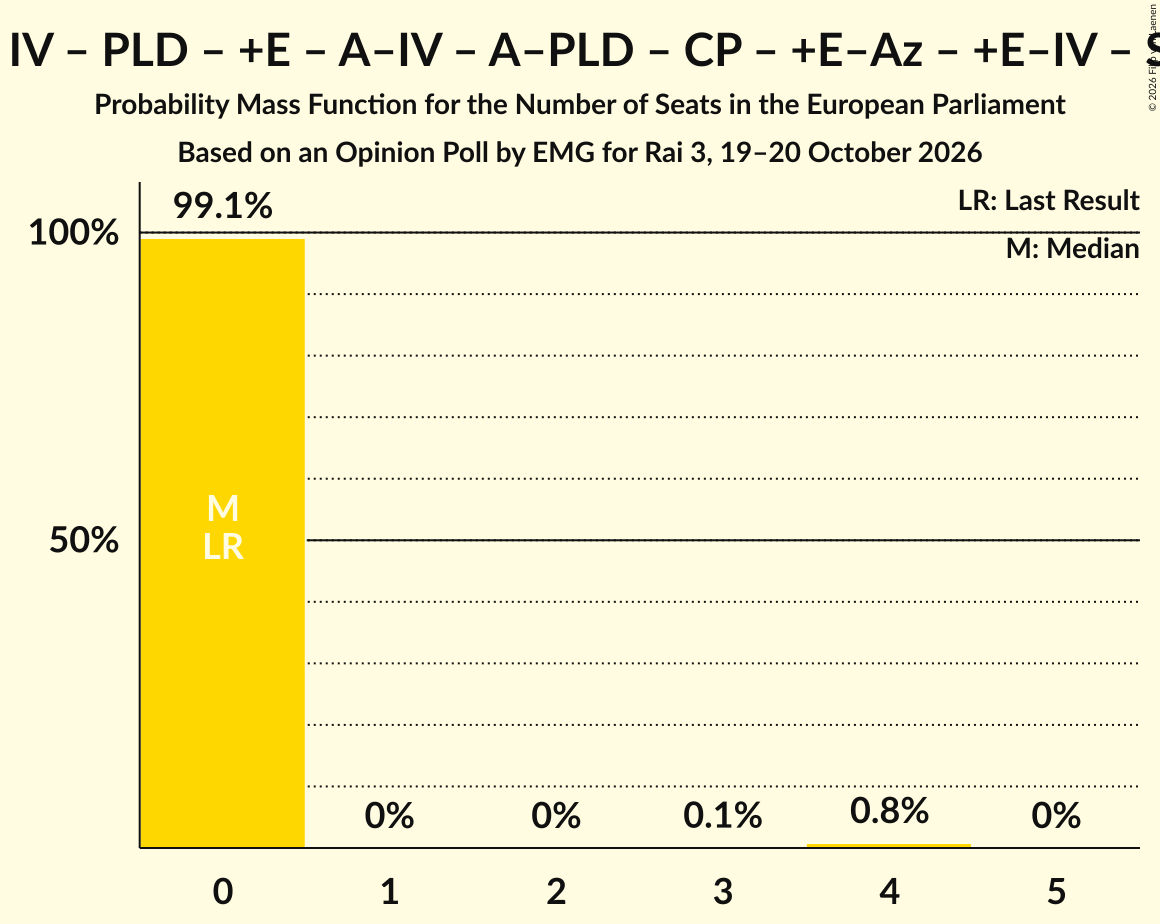 IV – PLD – +E – A–IV – A–PLD – CP – +E–Az – +E–IV –
Probability Mass Function for the Number of Seats in the European Parliament
Based on an Opinion Poll by EMG for Rai 3, 19–20 October 2026
© 2026
LR: Last Result
M: Median
99.1%
100%
M
LR
50%
0%
0%
0.1%
0.8%
0%
0
1
2
3
4
5